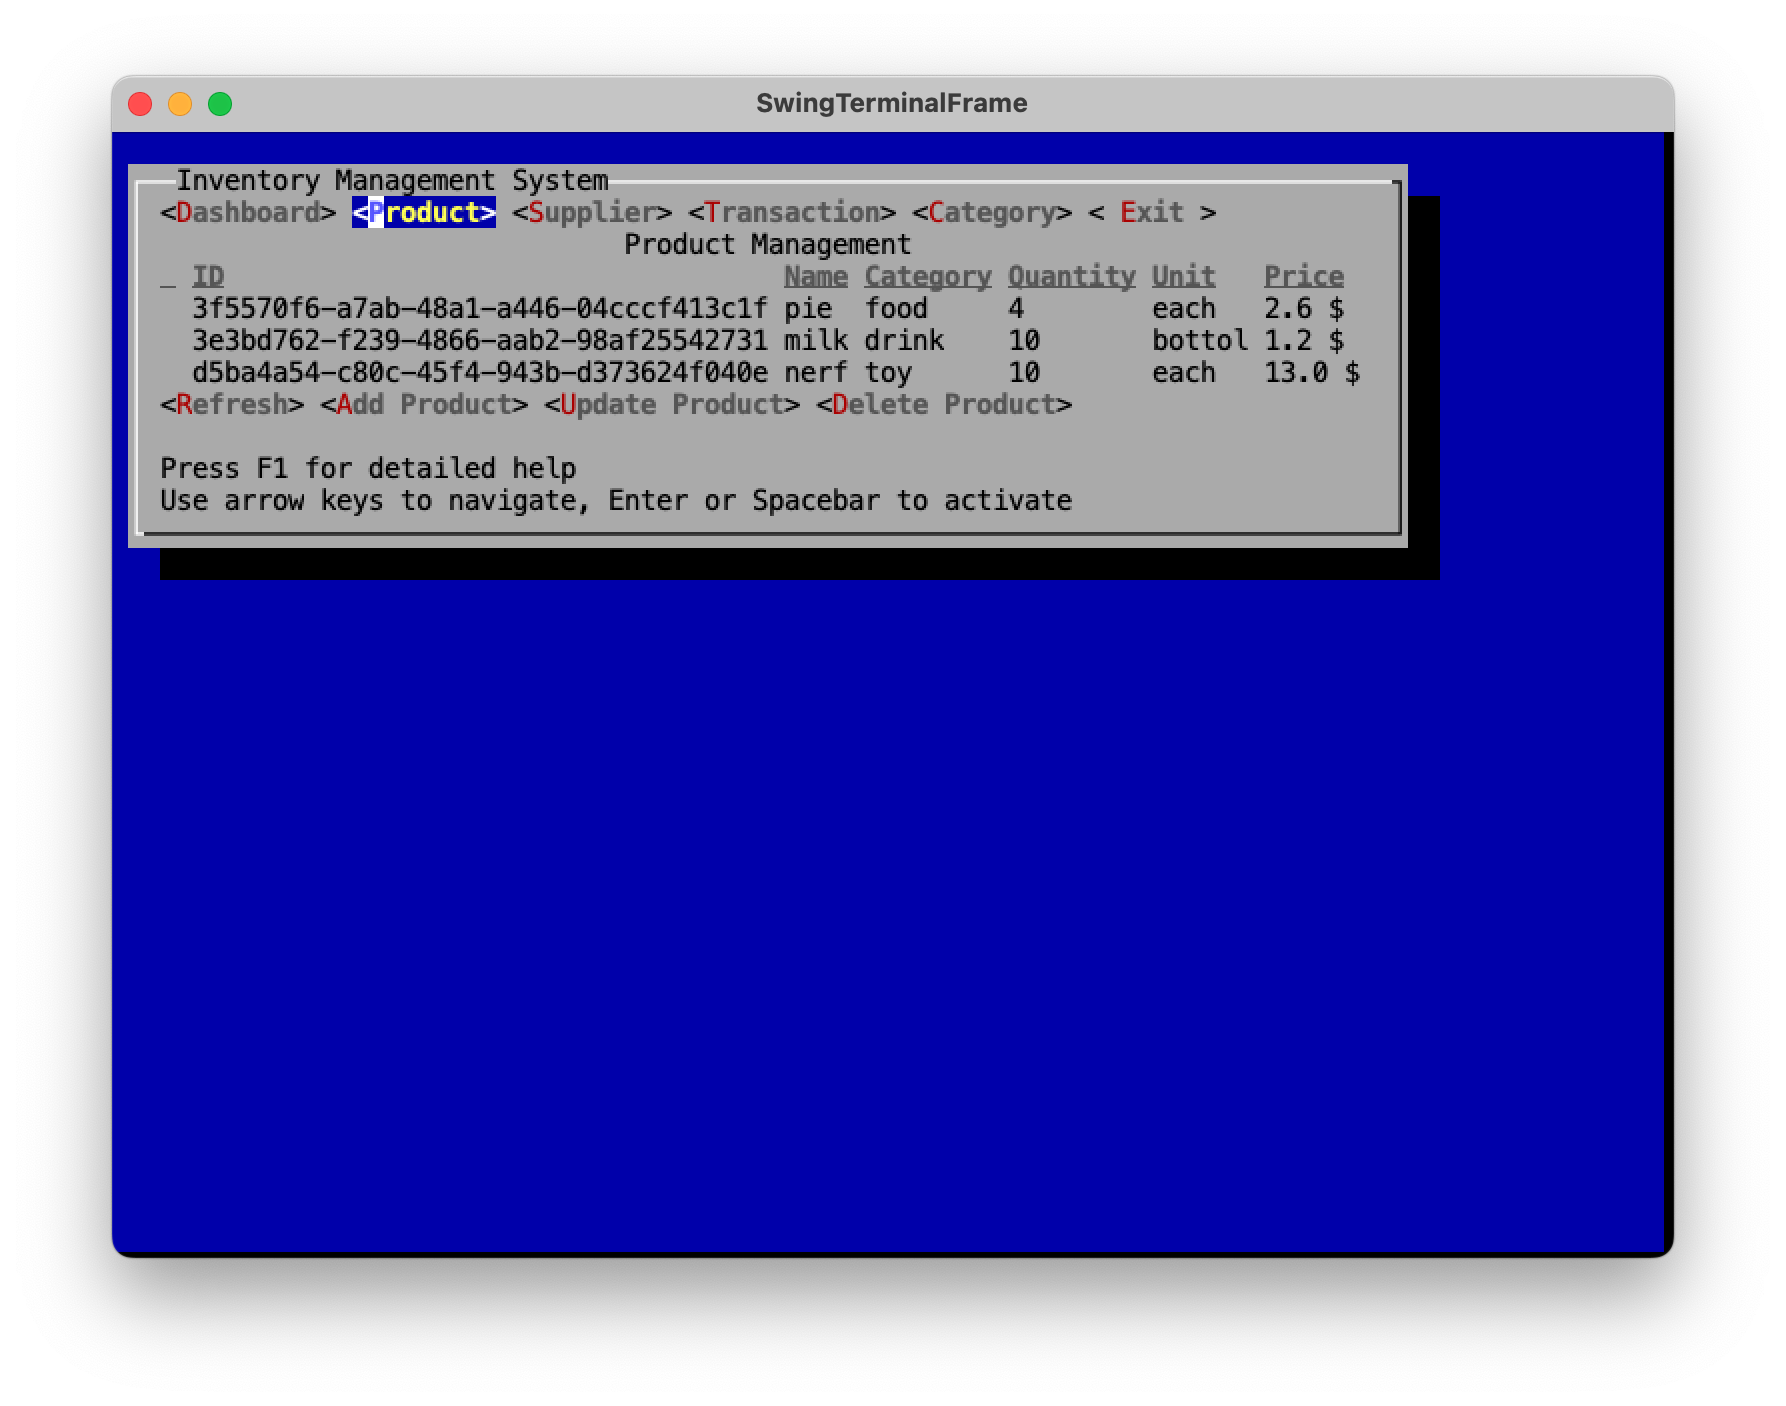 SwingTerminalFrame
Inventory Management System
<Dashboard> <Product> <Supplier> <Transaction> <Category> < Exit >
Product Management
_ ID Name Category Quantity Unit Price
3f5570f6-a7ab-48a1-a446-04cccf413c1f pie food 4 each 2.6 $
3e3bd762-f239-4866-aab2-98af25542731 milk drink 10 bottol 1.2 $
d5ba4a54-c80c-45f4-943b-d373624f040e nerf toy 10 each 13.0 $
<Refresh> <Add Product> <Update Product> <Delete Product>
Press F1 for detailed help
Use arrow keys to navigate, Enter or Spacebar to activate